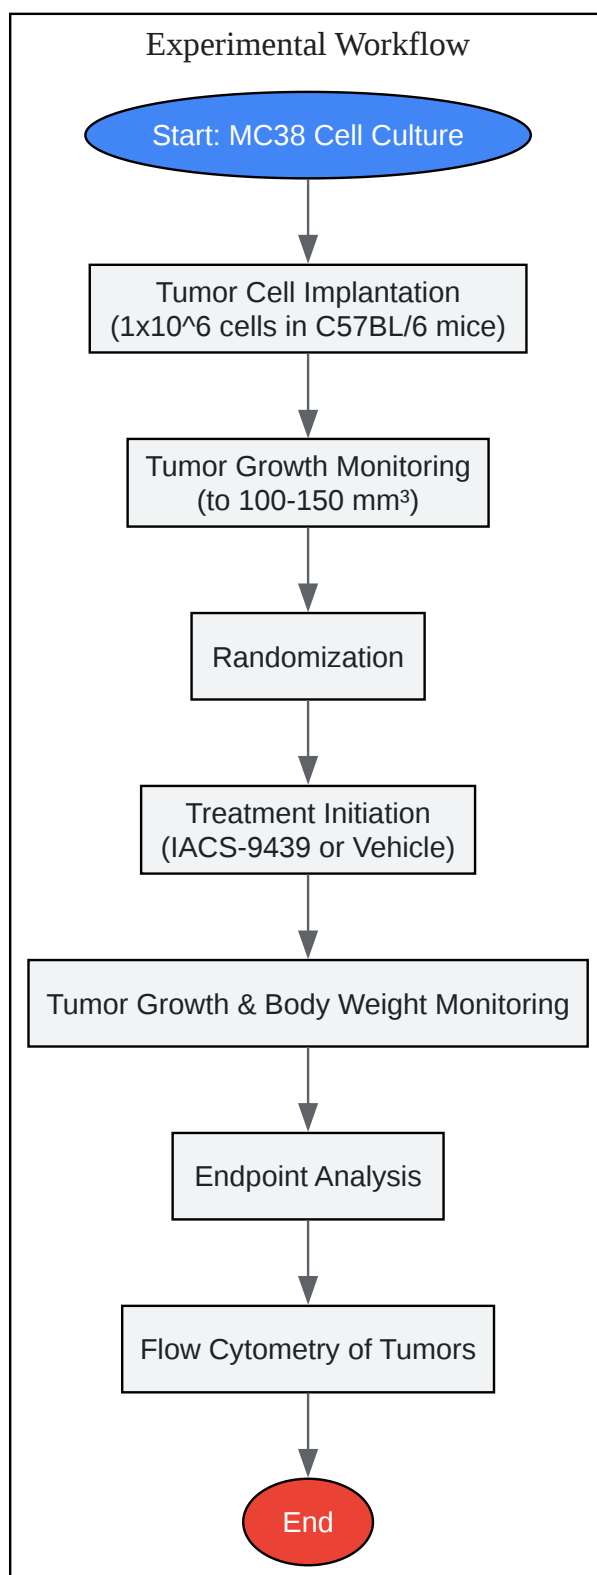 Experimental Workflow
Start: MC38 Cell Culture
Tumor Cell Implantation
(1x10^6 cells in C57BL/6 mice)
Tumor Growth Monitoring
(to 100-150 mm³)
Randomization
Treatment Initiation
(IACS-9439 or Vehicle)
Tumor Growth & Body Weight Monitoring
Endpoint Analysis
Flow Cytometry of Tumors
End